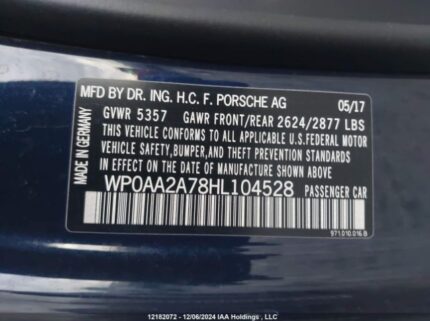 MFD BY DR. ING. H.C. F. PORSCHE AG 05/17
GVWR 5357 GAWR FRONT/REAR 2624/2877 LBS
THIS VEHICLE CONFORMS TO ALL APPLICABLE U.S.FEDERAL MOTOR
VEHICLE SAFETY,BUMPER,AND THEFT PREVENTION STANDARDS
IN EFFECT ON THE DATE OF MANUFACTURE SHOWN ABOVE.
WP0AA2A78HL104528 PASSENGER CAR
MADE IN GERMANY
971.010.016 B
12182072 - 12/06/2024 IAA Holdings , LLC